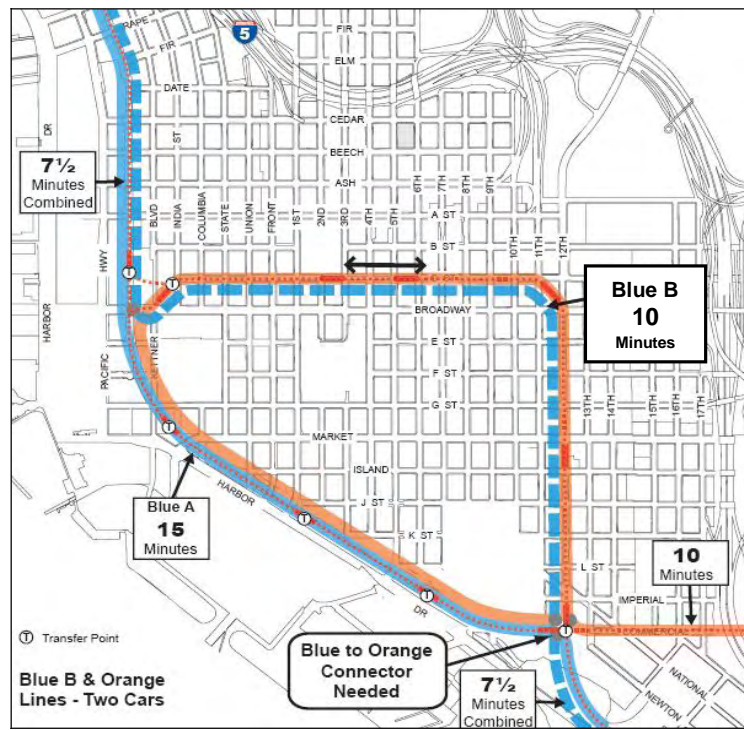 GRAPE
FIR
5
FIR
ELM
DATE
CEDAR
BEECH
ASH
DR
ST
7½
Minutes
Combined
6TH
7TH
8TH
9TH
BLVD
INDIA
COLUMBIA
STATE
UNION
FRONT
1ST
2ND
3RD
4TH
5TH
A ST
B ST
10TH
11TH
12TH
HWY
T
T
Blue B
10
Minutes
HARBOR
BROADWAY
PACIFIC
KETTNER
E ST
F ST
G ST
13TH
14TH
15TH
16TH
17TH
T
MARKET
ISLAND
Blue A
15
Minutes
HARBOR
J ST
T
K ST
L ST
10
Minutes
T
DR
IMPERIAL
T
COMMERCIAL
T Transfer Point
Blue to Orange
Connector
Needed
Blue B & Orange
Lines - Two Cars
7½
Minutes
Combined
NATIONAL
NEWTON